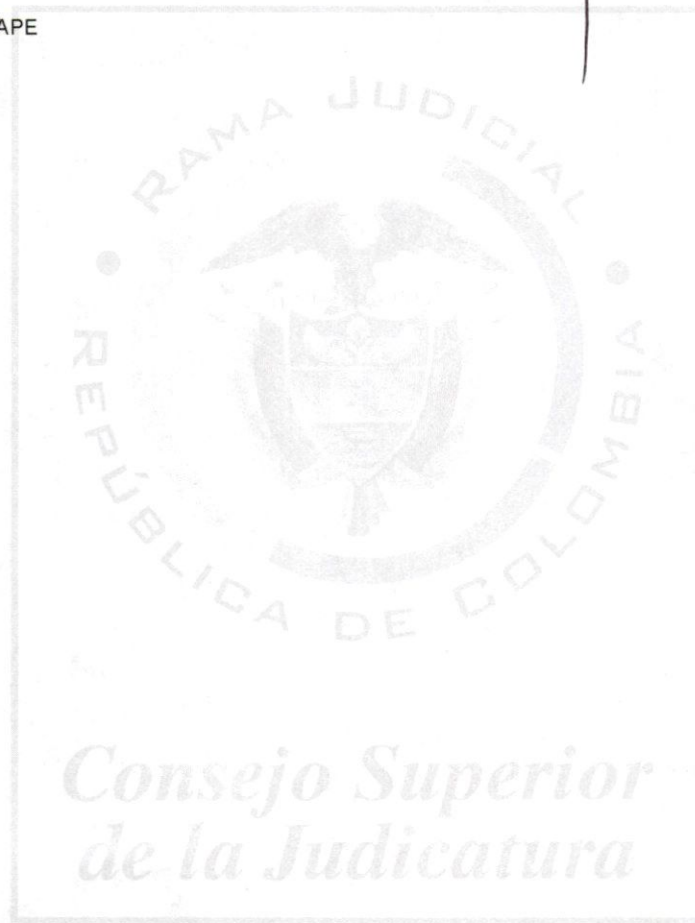 APE
RAMA JUDICIAL
REPÚBLICA DE COLOMBIA
Consejo Superior
de la Judicatura